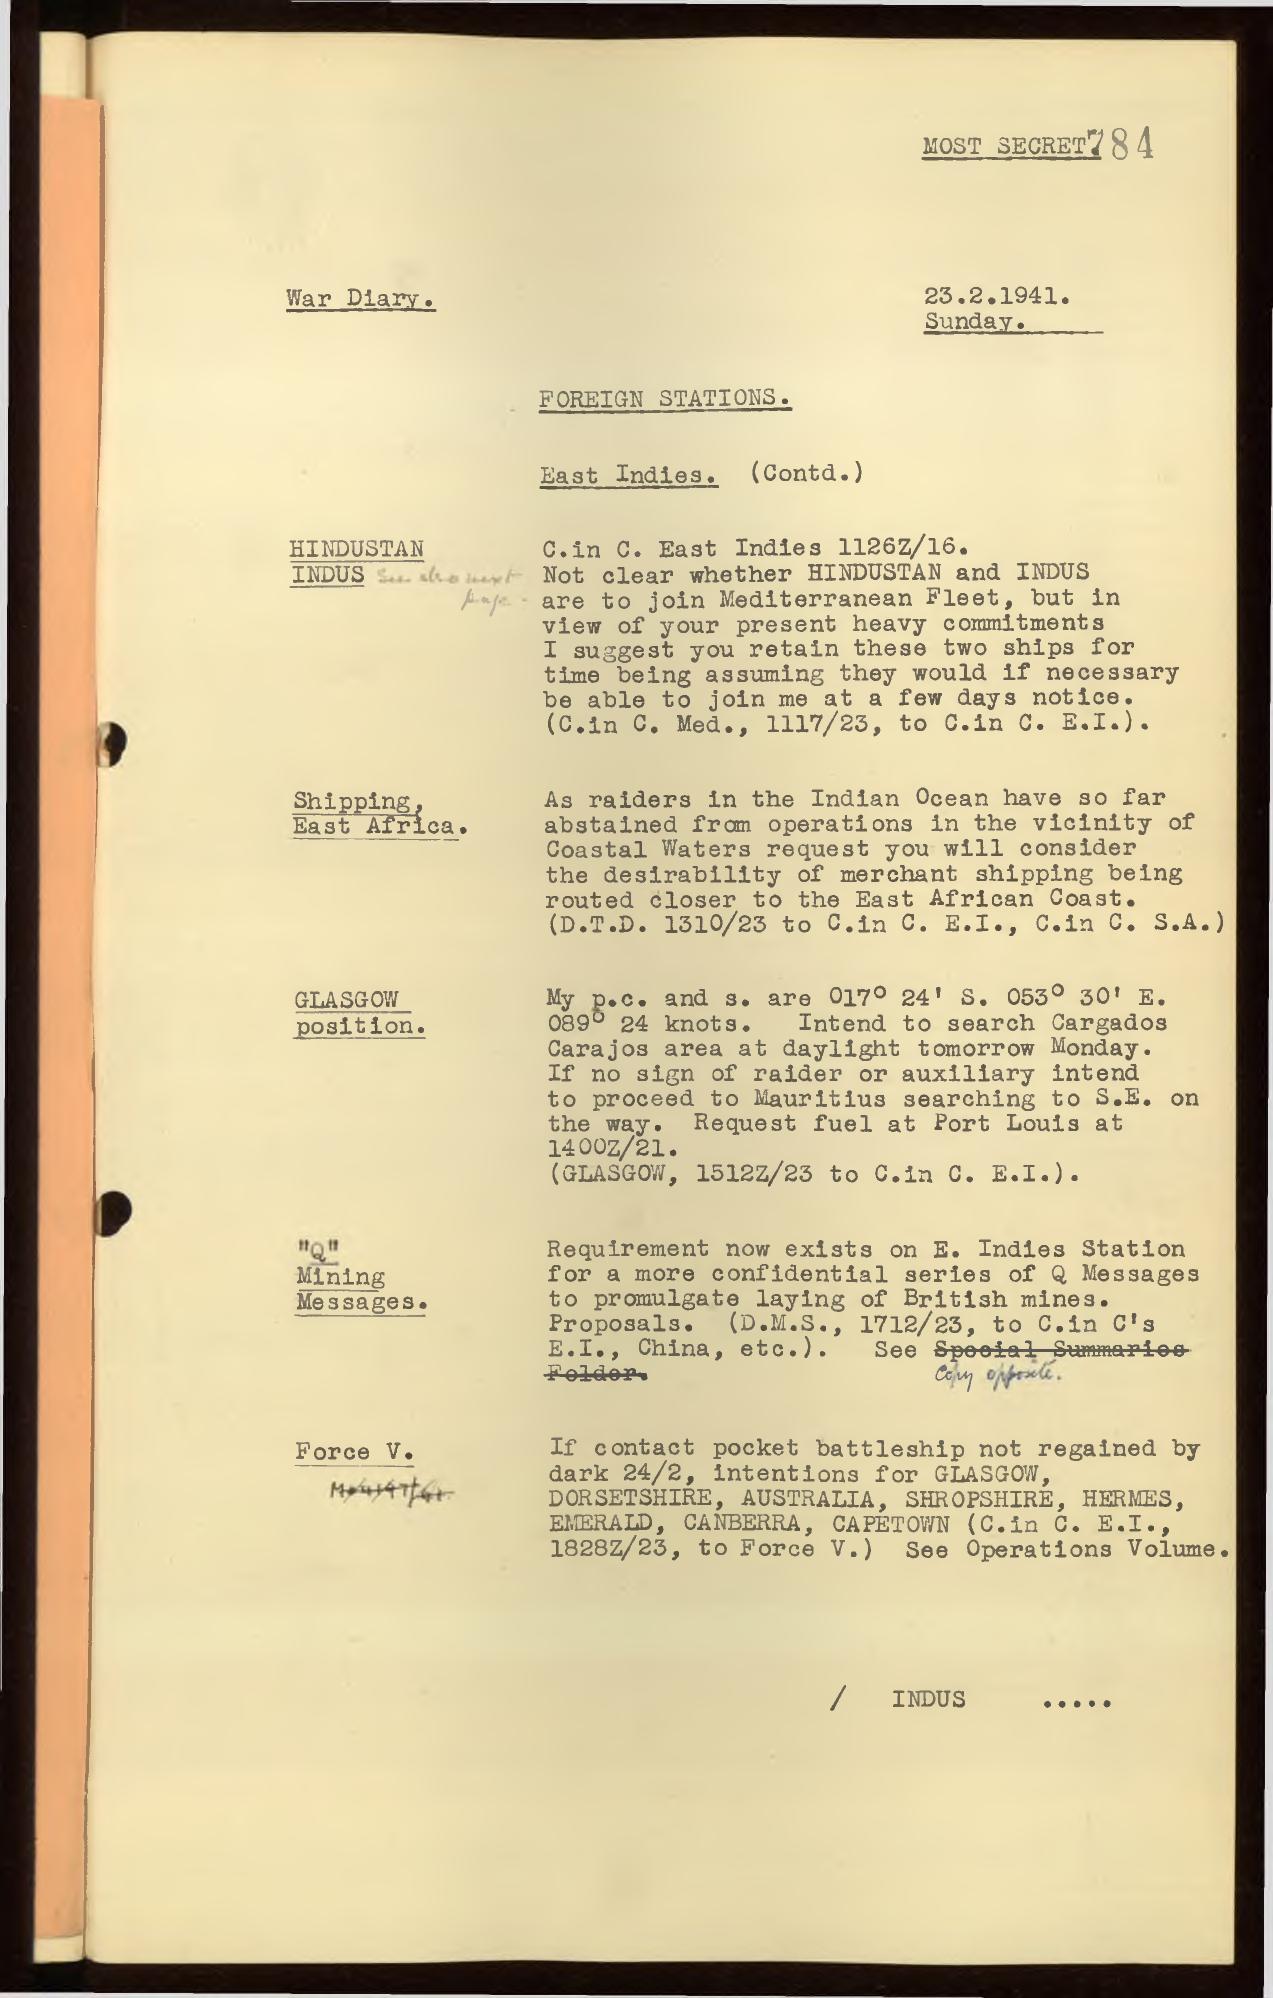 MOST SECRET.
784
War Diary.
23.2.1941.
Sunday.
FOREIGN STATIONS.
East Indies. (Contd.)
HINDUSTAN
INDUS See also next
page.
C.in C. East Indies 1126Z/16.
Not clear whether HINDUSTAN and INDUS
are to join Mediterranean Fleet, but in
view of your present heavy commitments
I suggest you retain these two ships for
time being assuming they would if necessary
be able to join me at a few days notice.
(C.in C. Med., 1117/23, to C.in C. E.I.).
Shipping,
East Africa.
As raiders in the Indian Ocean have so far
abstained from operations in the vicinity of
Coastal Waters request you will consider
the desirability of merchant shipping being
routed closer to the East African Coast.
(D.T.D. 1310/23 to C.in C. E.I., C.in C. S.A.)
GLASGOW
position.
My p.c. and s. are 017° 24' S. 053° 30' E.
089° 24 knots. Intend to search Cargados
Carajos area at daylight tomorrow Monday.
If no sign of raider or auxiliary intend
to proceed to Mauritius searching to S.E. on
the way. Request fuel at Port Louis at
1400Z/21.
(GLASGOW, 1512Z/23 to C.in C. E.I.).
"Q"
Mining
Messages.
Requirement now exists on E. Indies Station
for a more confidential series of Q Messages
to promulgate laying of British mines.
Proposals. (D.M.S., 1712/23, to C.in C's
E.I., China, etc.). See Special Summaries
Folder.
Copy opposite.
Force V.
If contact pocket battleship not regained by
dark 24/2, intentions for GLASGOW,
DORSETSHIRE, AUSTRALIA, SHROPSHIRE, HERMES,
EMERALD, CANBERRA, CAPETOWN (C.in C. E.I.,
1828Z/23, to Force V.) See Operations Volume.
/ INDUS .....